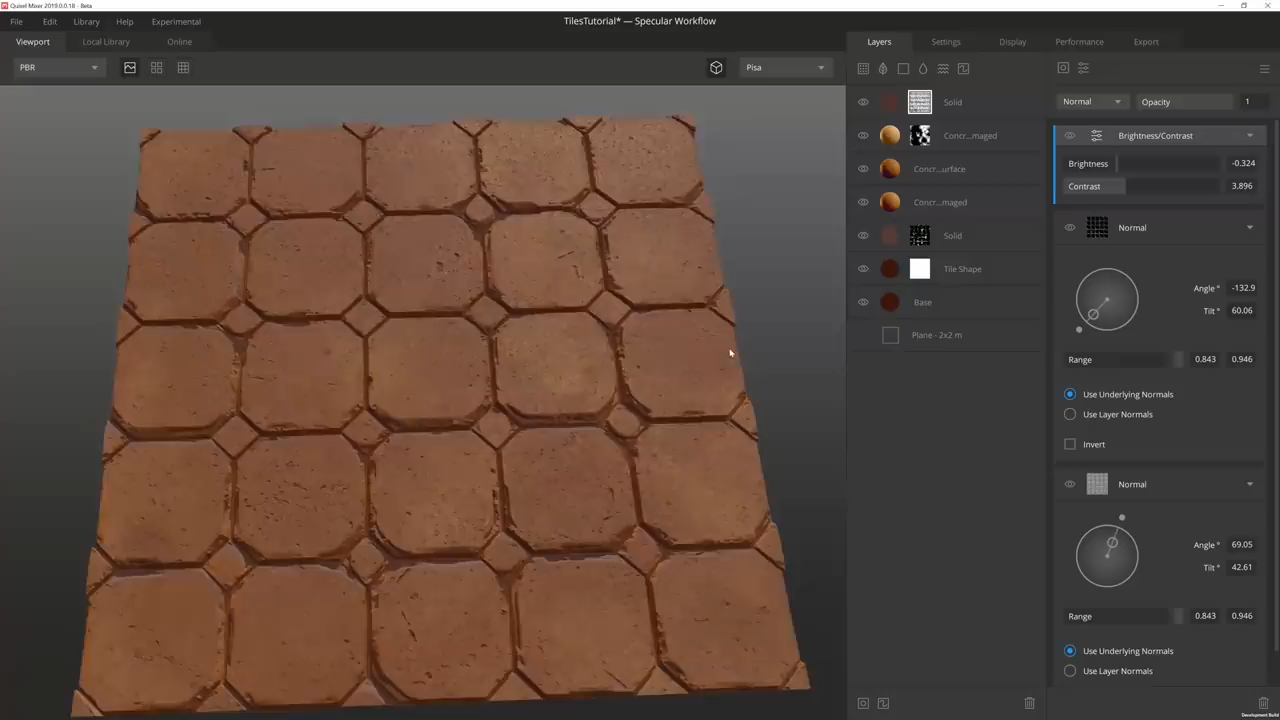 Quixel Mixer 2019.0.0.18 - Beta
File Edit Library Help Experimental
TilesTutorial* — Specular Workflow
Viewport Local Library Online
Layers Settings Display Performance Export
PBR
Pisa
Solid
Concr...maged
Concr...urface
Concr...maged
Solid
Tile Shape
Base
Plane - 2x2 m
Normal Opacity 1
Brightness/Contrast
Brightness -0.324
Contrast 3.896
Normal
Angle ° -132.9
Tilt ° 60.06
Range 0.843 0.946
Use Underlying Normals
Use Layer Normals
Invert
Normal
Angle ° 69.05
Tilt ° 42.61
Range 0.843 0.946
Use Underlying Normals
Use Layer Normals
Development Build